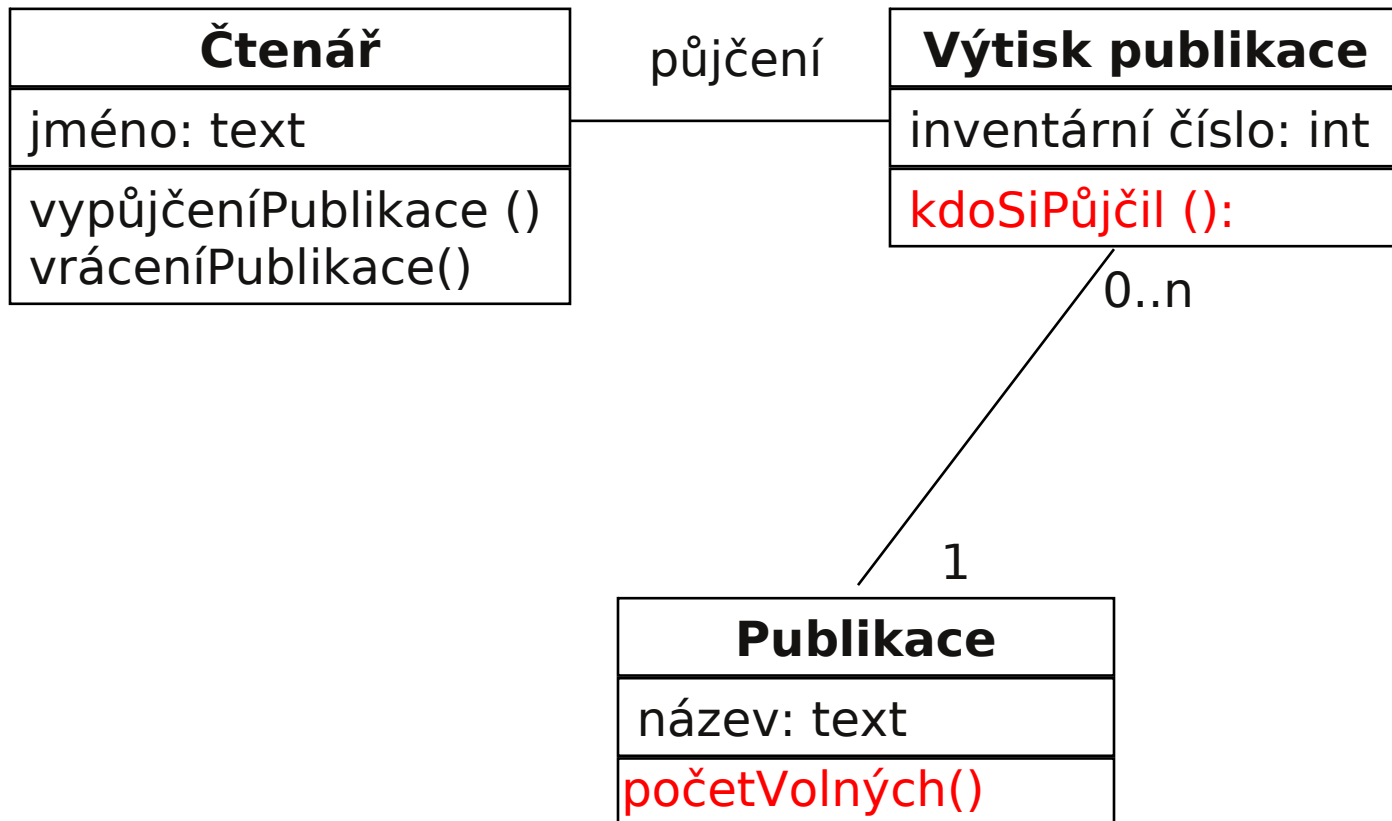 Čtenář
jméno: text
vypůjčeníPublikace ()
vráceníPublikace()
půjčení
Výtisk publikace
inventární číslo: int
kdoSiPůjčil ():
0..n
1
Publikace
název: text
početVolných()